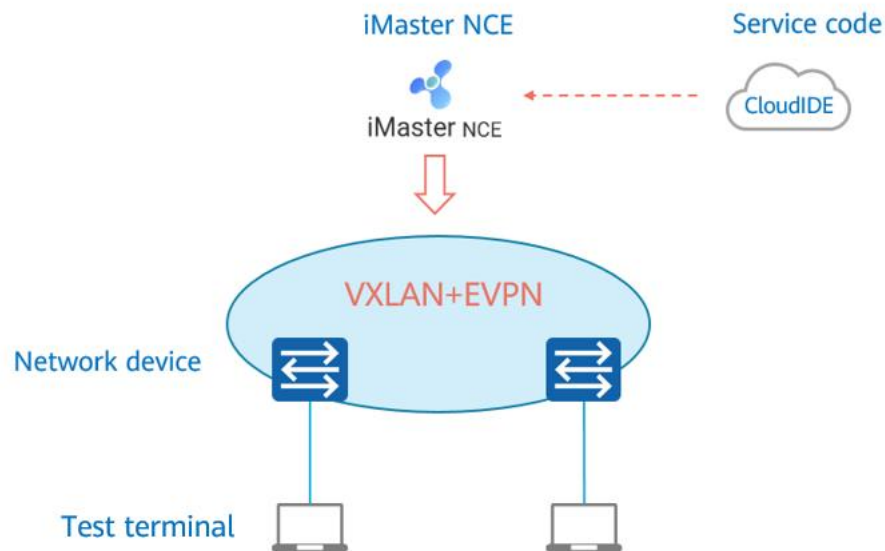 iMaster NCE
Service code
CloudIDE
iMaster NCE
VXLAN+EVPN
Network device
Test terminal